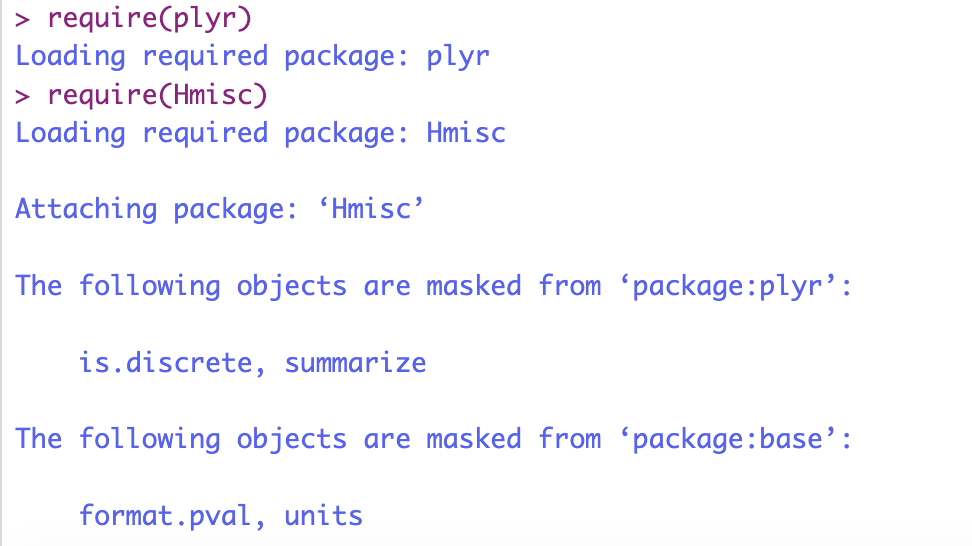 > require(plyr)
Loading required package: plyr
> require(Hmisc)
Loading required package: Hmisc
Attaching package: ‘Hmisc’
The following objects are masked from ‘package:plyr’:
is.discrete, summarize
The following objects are masked from ‘package:base’:
format.pval, units